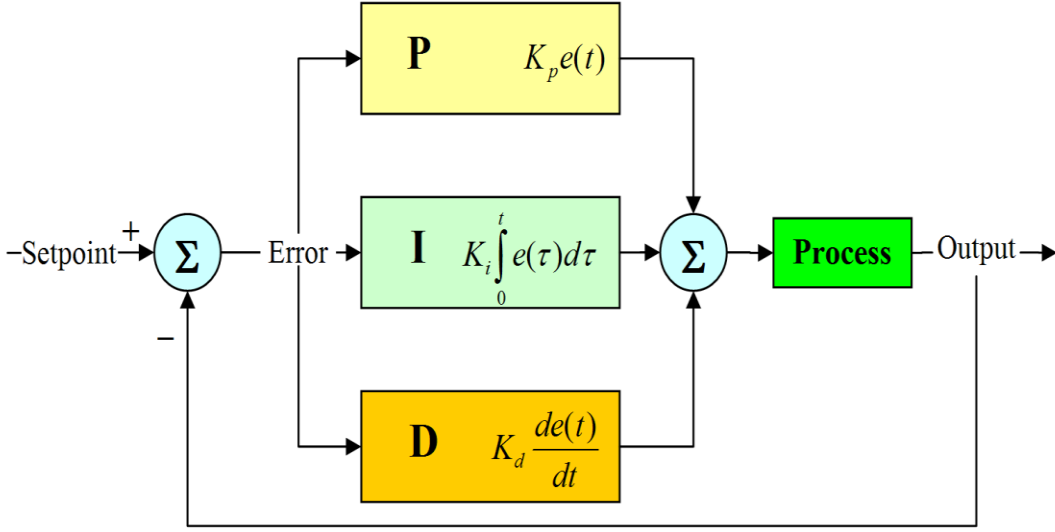 P K_p e(t)
Setpoint + Σ Error I K_i ∫_0^t e(τ)dτ Σ Process Output
−
D K_d de(t)/dt